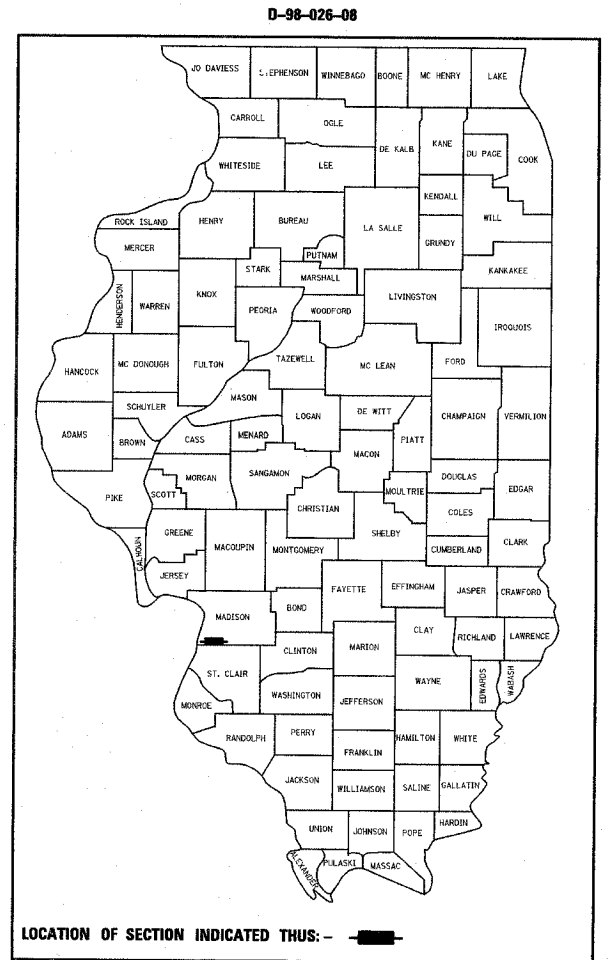 D-98-026-08
JO DAVIESS STEPHENSON WINNEBAGO BOONE MC HENRY LAKE
CARROLL OGLE DE KALB KANE DU PAGE COOK
WHITESIDE LEE
KENDALL WILL
ROCK ISLAND HENRY BUREAU LA SALLE GRUNDY
MERCER PUTNAM
STARK MARSHALL KANKAKEE
HENDERSON WARREN KNOX PEORIA WOODFORD LIVINGSTON IROQUOIS
HANCOCK MC DONOUGH FULTON TAZEWELL MC LEAN FORD
SCHUYLER MASON LOGAN DE WITT CHAMPAIGN VERMILION
ADAMS BROWN CASS MENARD MACON PIATT
PIKE SCOTT MORGAN SANGAMON MOULTRIE DOUGLAS EDGAR
CHRISTIAN COLES
CALHOUN GREENE MACOUPIN MONTGOMERY SHELBY CUMBERLAND CLARK
JERSEY FAYETTE EFFINGHAM JASPER CRAWFORD
MADISON BOND CLAY RICHLAND LAWRENCE
CLINTON MARION
ST. CLAIR WAYNE EDWARDS WABASH
MONROE WASHINGTON JEFFERSON
RANDOLPH PERRY HAMILTON WHITE
FRANKLIN
JACKSON WILLIAMSON SALINE GALLATIN
UNION JOHNSON POPE HARDIN
ALEXANDER PULASKI MASSAC
LOCATION OF SECTION INDICATED THUS: -